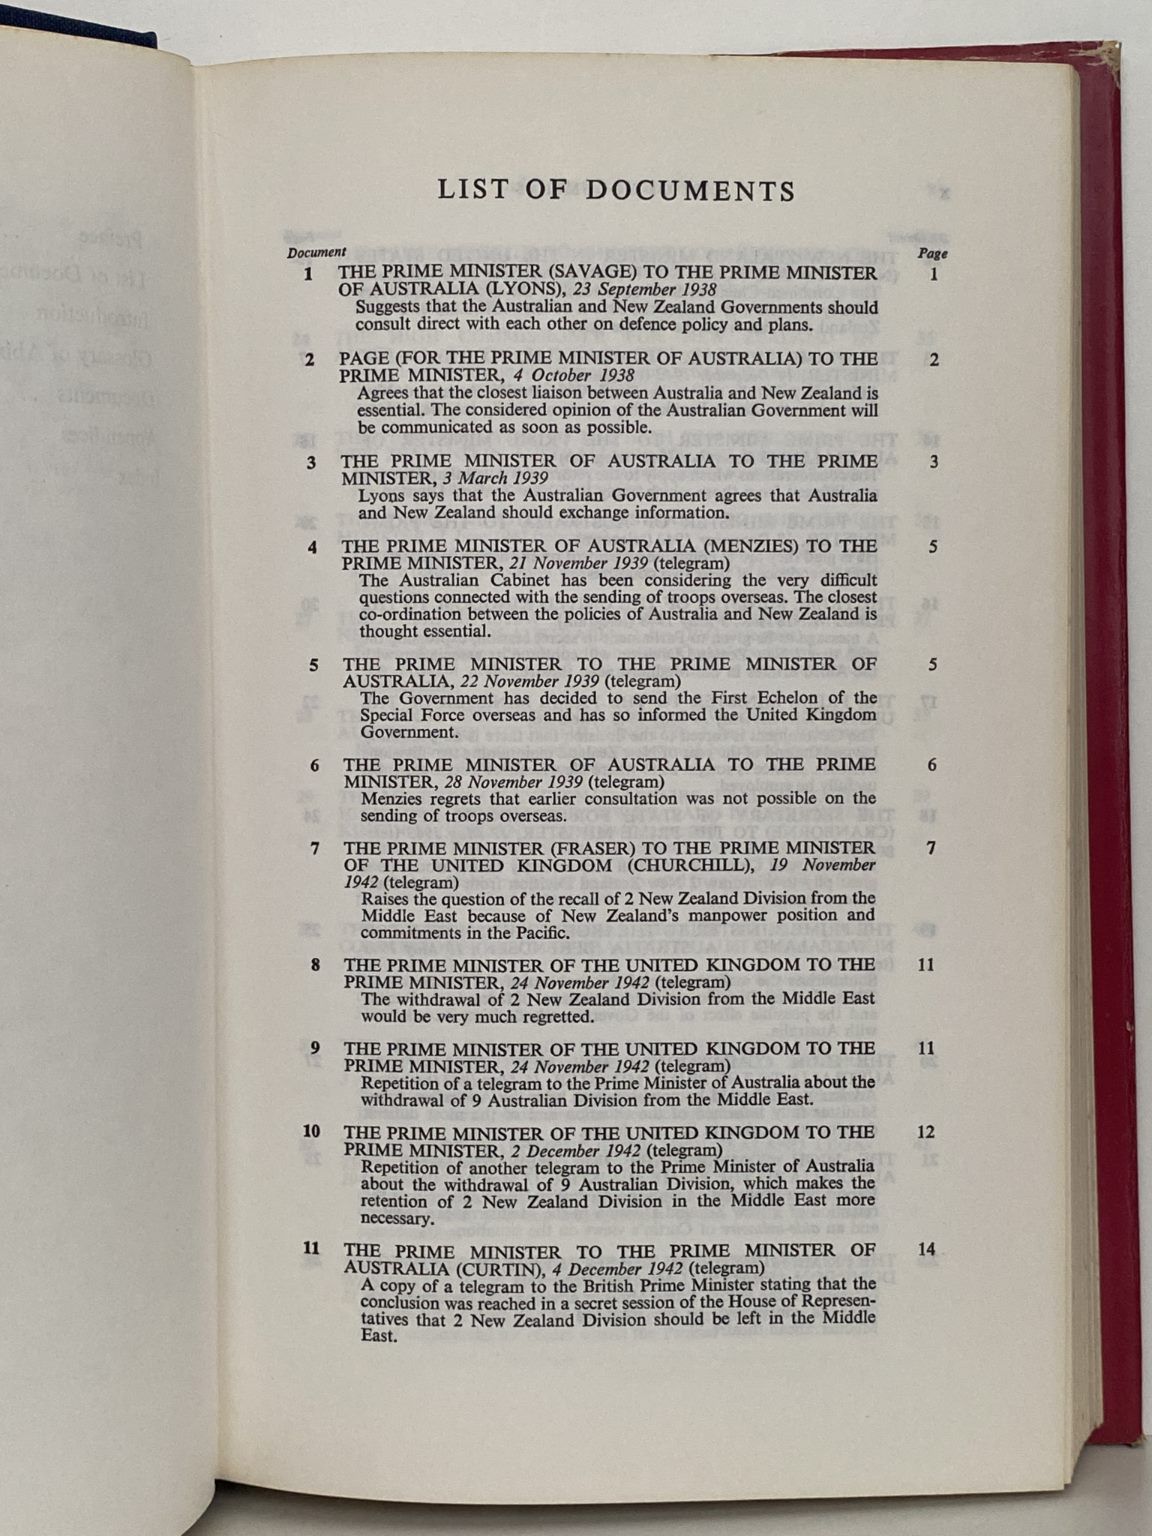 LIST OF DOCUMENTS
Document Page
1 THE PRIME MINISTER (SAVAGE) TO THE PRIME MINISTER 1
OF AUSTRALIA (LYONS), 23 September 1938
Suggests that the Australian and New Zealand Governments should
consult direct with each other on defence policy and plans.
2 PAGE (FOR THE PRIME MINISTER OF AUSTRALIA) TO THE 2
PRIME MINISTER, 4 October 1938
Agrees that the closest liaison between Australia and New Zealand is
essential. The considered opinion of the Australian Government will
be communicated as soon as possible.
3 THE PRIME MINISTER OF AUSTRALIA TO THE PRIME 3
MINISTER, 3 March 1939
Lyons says that the Australian Government agrees that Australia
and New Zealand should exchange information.
4 THE PRIME MINISTER OF AUSTRALIA (MENZIES) TO THE 5
PRIME MINISTER, 21 November 1939 (telegram)
The Australian Cabinet has been considering the very difficult
questions connected with the sending of troops overseas. The closest
co-ordination between the policies of Australia and New Zealand is
thought essential.
5 THE PRIME MINISTER TO THE PRIME MINISTER OF 5
AUSTRALIA, 22 November 1939 (telegram)
The Government has decided to send the First Echelon of the
Special Force overseas and has so informed the United Kingdom
Government.
6 THE PRIME MINISTER OF AUSTRALIA TO THE PRIME 6
MINISTER, 28 November 1939 (telegram)
Menzies regrets that earlier consultation was not possible on the
sending of troops overseas.
7 THE PRIME MINISTER (FRASER) TO THE PRIME MINISTER 7
OF THE UNITED KINGDOM (CHURCHILL), 19 November
1942 (telegram)
Raises the question of the recall of 2 New Zealand Division from the
Middle East because of New Zealand's manpower position and
commitments in the Pacific.
8 THE PRIME MINISTER OF THE UNITED KINGDOM TO THE 11
PRIME MINISTER, 24 November 1942 (telegram)
The withdrawal of 2 New Zealand Division from the Middle East
would be very much regretted.
9 THE PRIME MINISTER OF THE UNITED KINGDOM TO THE 11
PRIME MINISTER, 24 November 1942 (telegram)
Repetition of a telegram to the Prime Minister of Australia about the
withdrawal of 9 Australian Division from the Middle East.
10 THE PRIME MINISTER OF THE UNITED KINGDOM TO THE 12
PRIME MINISTER, 2 December 1942 (telegram)
Repetition of another telegram to the Prime Minister of Australia
about the withdrawal of 9 Australian Division, which makes the
retention of 2 New Zealand Division in the Middle East more
necessary.
11 THE PRIME MINISTER TO THE PRIME MINISTER OF 14
AUSTRALIA (CURTIN), 4 December 1942 (telegram)
A copy of a telegram to the British Prime Minister stating that the
conclusion was reached in a secret session of the House of Represen-
tatives that 2 New Zealand Division should be left in the Middle
East.